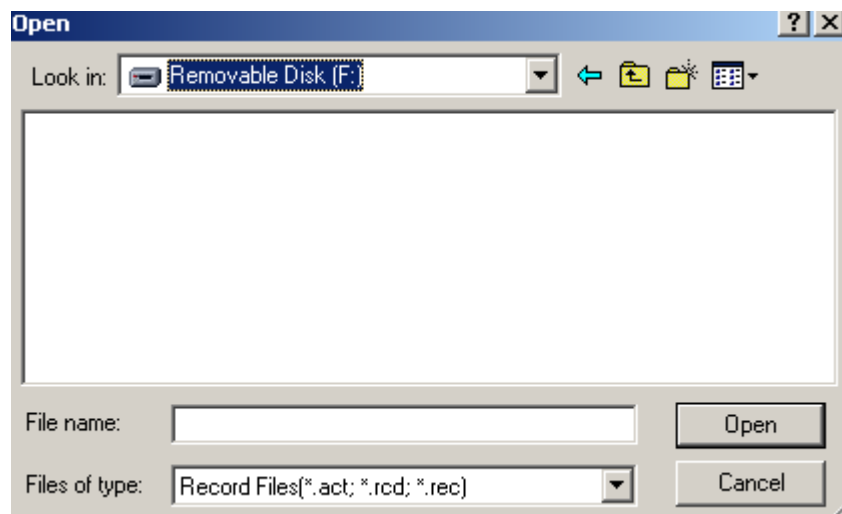 Open
Look in: Removable Disk (F:)
File name:
Open
Files of type: Record Files(*.act; *.rcd; *.rec)
Cancel